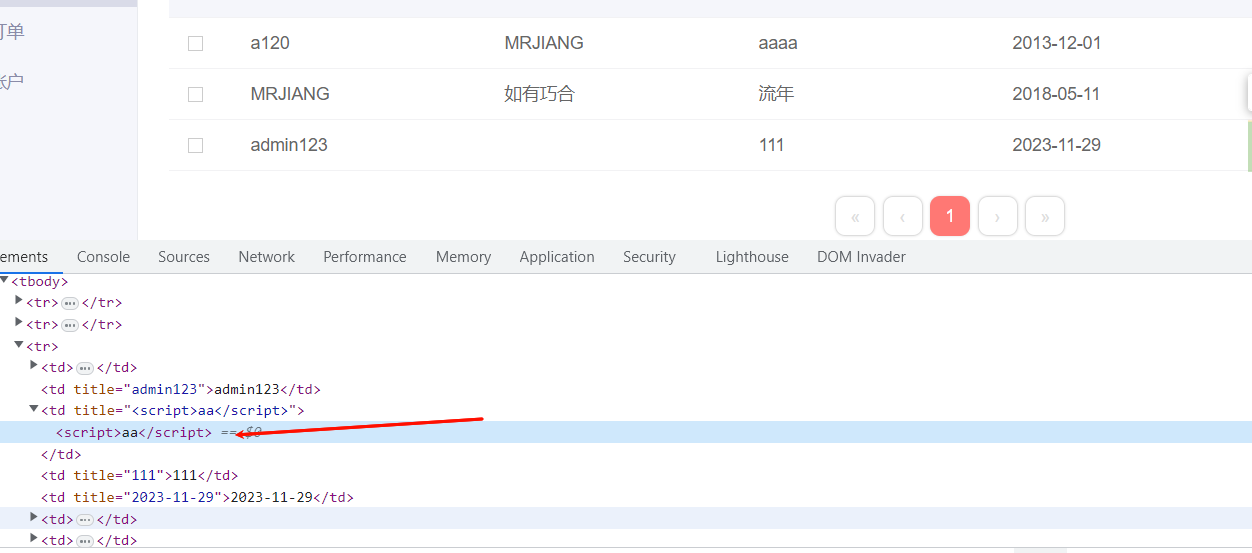 订单
账户
a120 MRJIANG aaaa 2013-12-01
MRJIANG 如有巧合 流年 2018-05-11
admin123 111 2023-11-29
« ‹ 1 › »
ements Console Sources Network Performance Memory Application Security Lighthouse DOM Invader
<tbody>
<tr>…</tr>
<tr>…</tr>
<tr>
<td>…</td>
<td title="admin123">admin123</td>
<td title="<script>aa</script>">
<script>aa</script> == $0
</td>
<td title="111">111</td>
<td title="2023-11-29">2023-11-29</td>
<td>…</td>
<td>…</td>